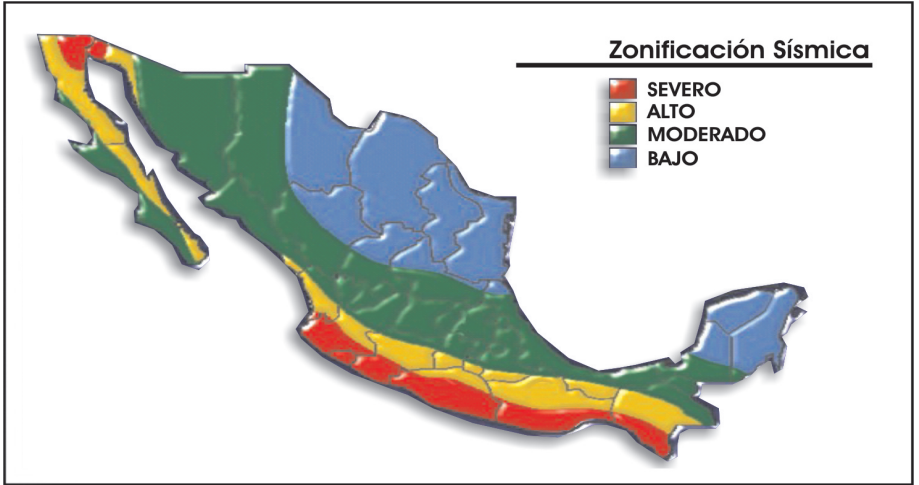 Zonificación Sísmica
SEVERO
ALTO
MODERADO
BAJO